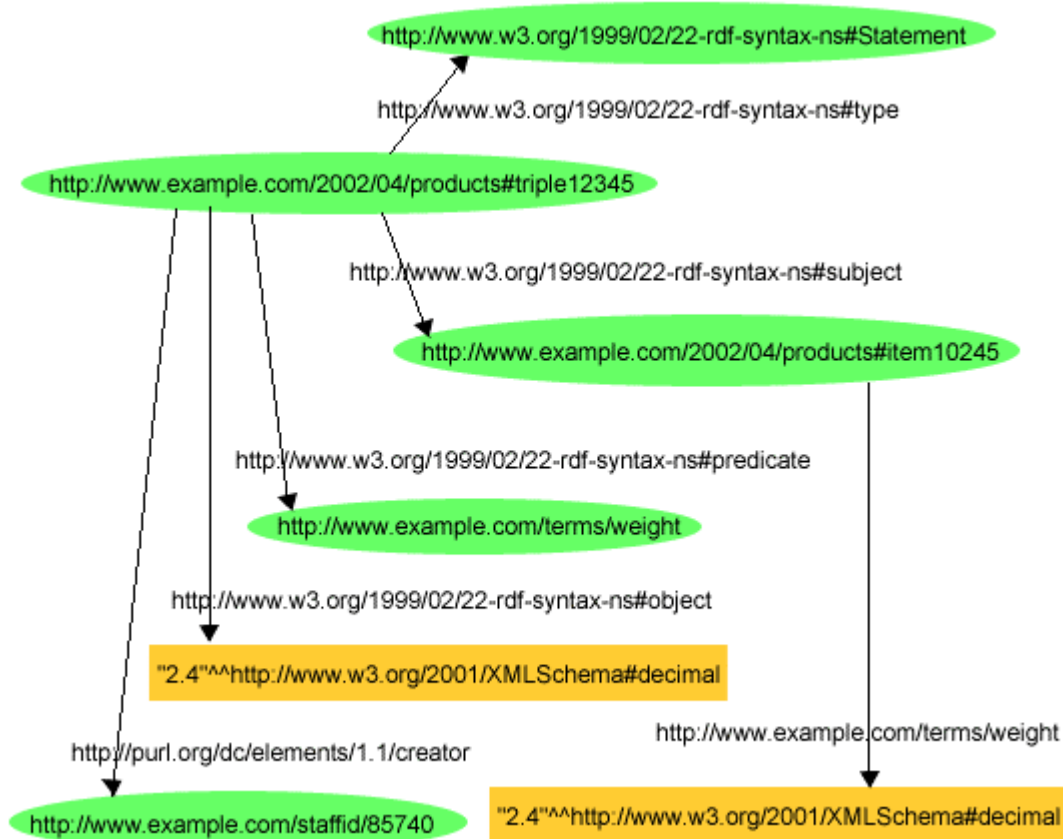 http://www.w3.org/1999/02/22-rdf-syntax-ns#Statement
http://www.w3.org/1999/02/22-rdf-syntax-ns#type
http://www.example.com/2002/04/products#triple12345
http://www.w3.org/1999/02/22-rdf-syntax-ns#subject
http://www.example.com/2002/04/products#item10245
http://www.w3.org/1999/02/22-rdf-syntax-ns#predicate
http://www.example.com/terms/weight
http://www.w3.org/1999/02/22-rdf-syntax-ns#object
"2.4"^^http://www.w3.org/2001/XMLSchema#decimal
http://www.example.com/terms/weight
http://purl.org/dc/elements/1.1/creator
http://www.example.com/staffid/85740
"2.4"^^http://www.w3.org/2001/XMLSchema#decimal